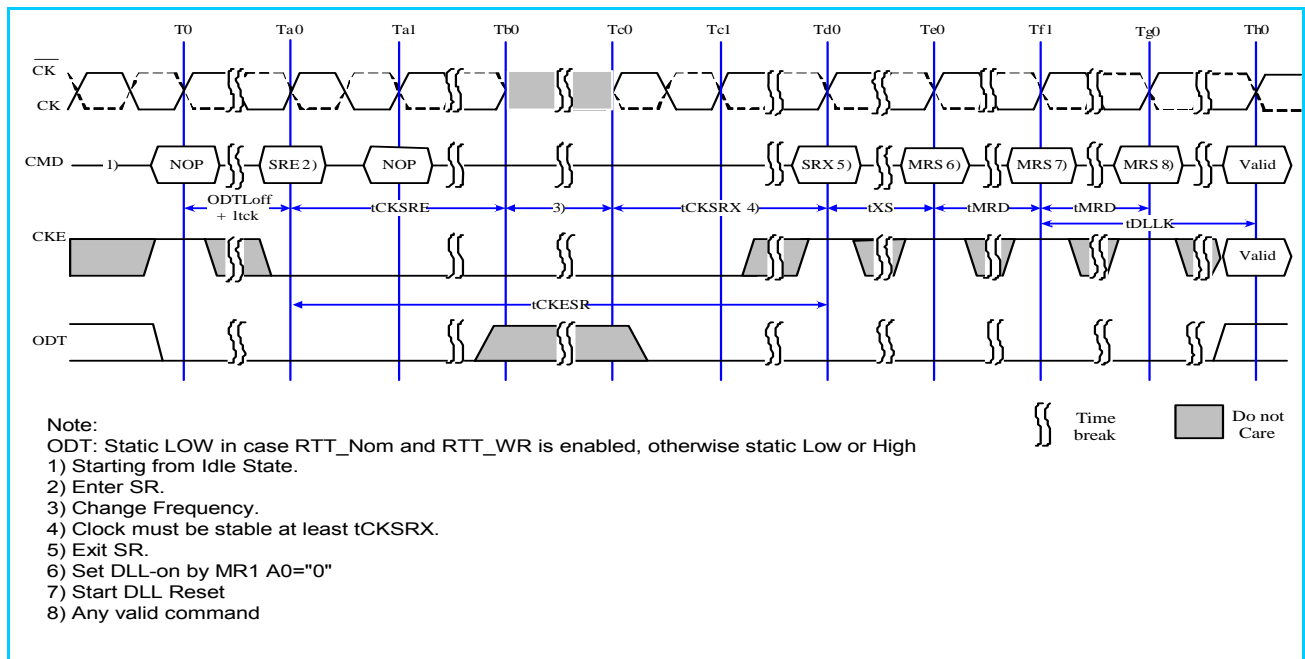 T0 Ta0 Ta1 Tb0 Tc0 Tc1 Td0 Te0 Tf1 Tg0 Th0
CK
CK
CMD 1) NOP SRE 2) NOP SRX 5) MRS 6) MRS 7) MRS 8) Valid
ODTLoff
+ 1tck
tCKSRE 3) tCKSRX 4) tXS tMRD tMRD
tDLLK
CKE Valid
tCKESR
ODT
Note:
ODT: Static LOW in case RTT_Nom and RTT_WR is enabled, otherwise static Low or High
1) Starting from Idle State.
2) Enter SR.
3) Change Frequency.
4) Clock must be stable at least tCKSRX.
5) Exit SR.
6) Set DLL-on by MR1 A0="0"
7) Start DLL Reset
8) Any valid command
Time
break
Do not
Care